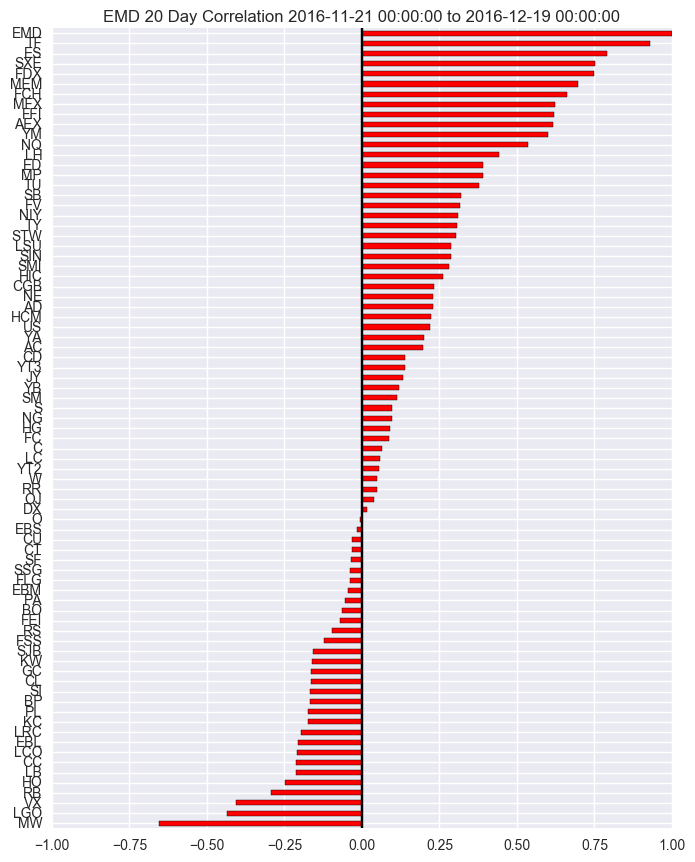 EMD 20 Day Correlation 2016-11-21 00:00:00 to 2016-12-19 00:00:00
EMD
TF
ES
SXF
FDX
MEM
FCH
MFX
FFI
AEX
YM
NQ
LH
ED
MP
TU
SB
FV
NIY
TY
STW
LSU
SIN
SMI
HIC
CGB
NE
AD
HCM
US
YA
AC
CD
YT3
JY
YB
SM
S
NG
HG
FC
C
LC
YT2
W
RR
OJ
DX
O
EBS
CU
CT
SF
SSG
FLG
EBM
PA
BO
FEI
RS
FSS
SJB
KW
GC
CL
SI
BP
PL
KC
LRC
EBL
LCO
CC
LB
HO
RB
VX
LGO
MW
−1.00 −0.75 −0.50 −0.25 0.00 0.25 0.50 0.75 1.00